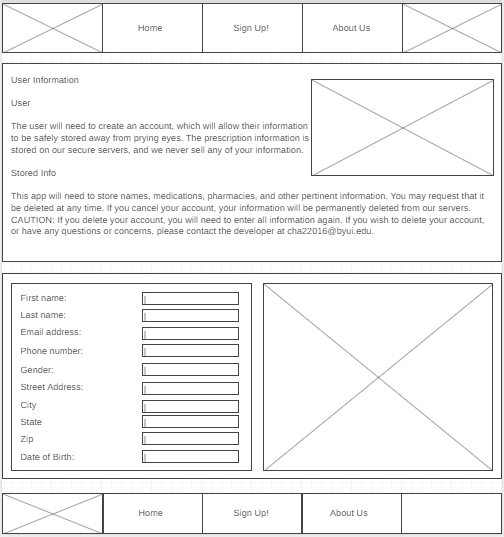 Home Sign Up! About Us
User Information
User
The user will need to create an account, which will allow their information
to be safely stored away from prying eyes. The prescription information is
stored on our secure servers, and we never sell any of your information.
Stored Info
This app will need to store names, medications, pharmacies, and other pertinent information. You may request that it
be deleted at any time. If you cancel your account, your information will be permanently deleted from our servers.
CAUTION: If you delete your account, you will need to enter all information again. If you wish to delete your account,
or have any questions or concerns, please contact the developer at cha22016@byui.edu.
First name:
Last name:
Email address:
Phone number:
Gender:
Street Address:
City
State
Zip
Date of Birth:
Home Sign Up! About Us